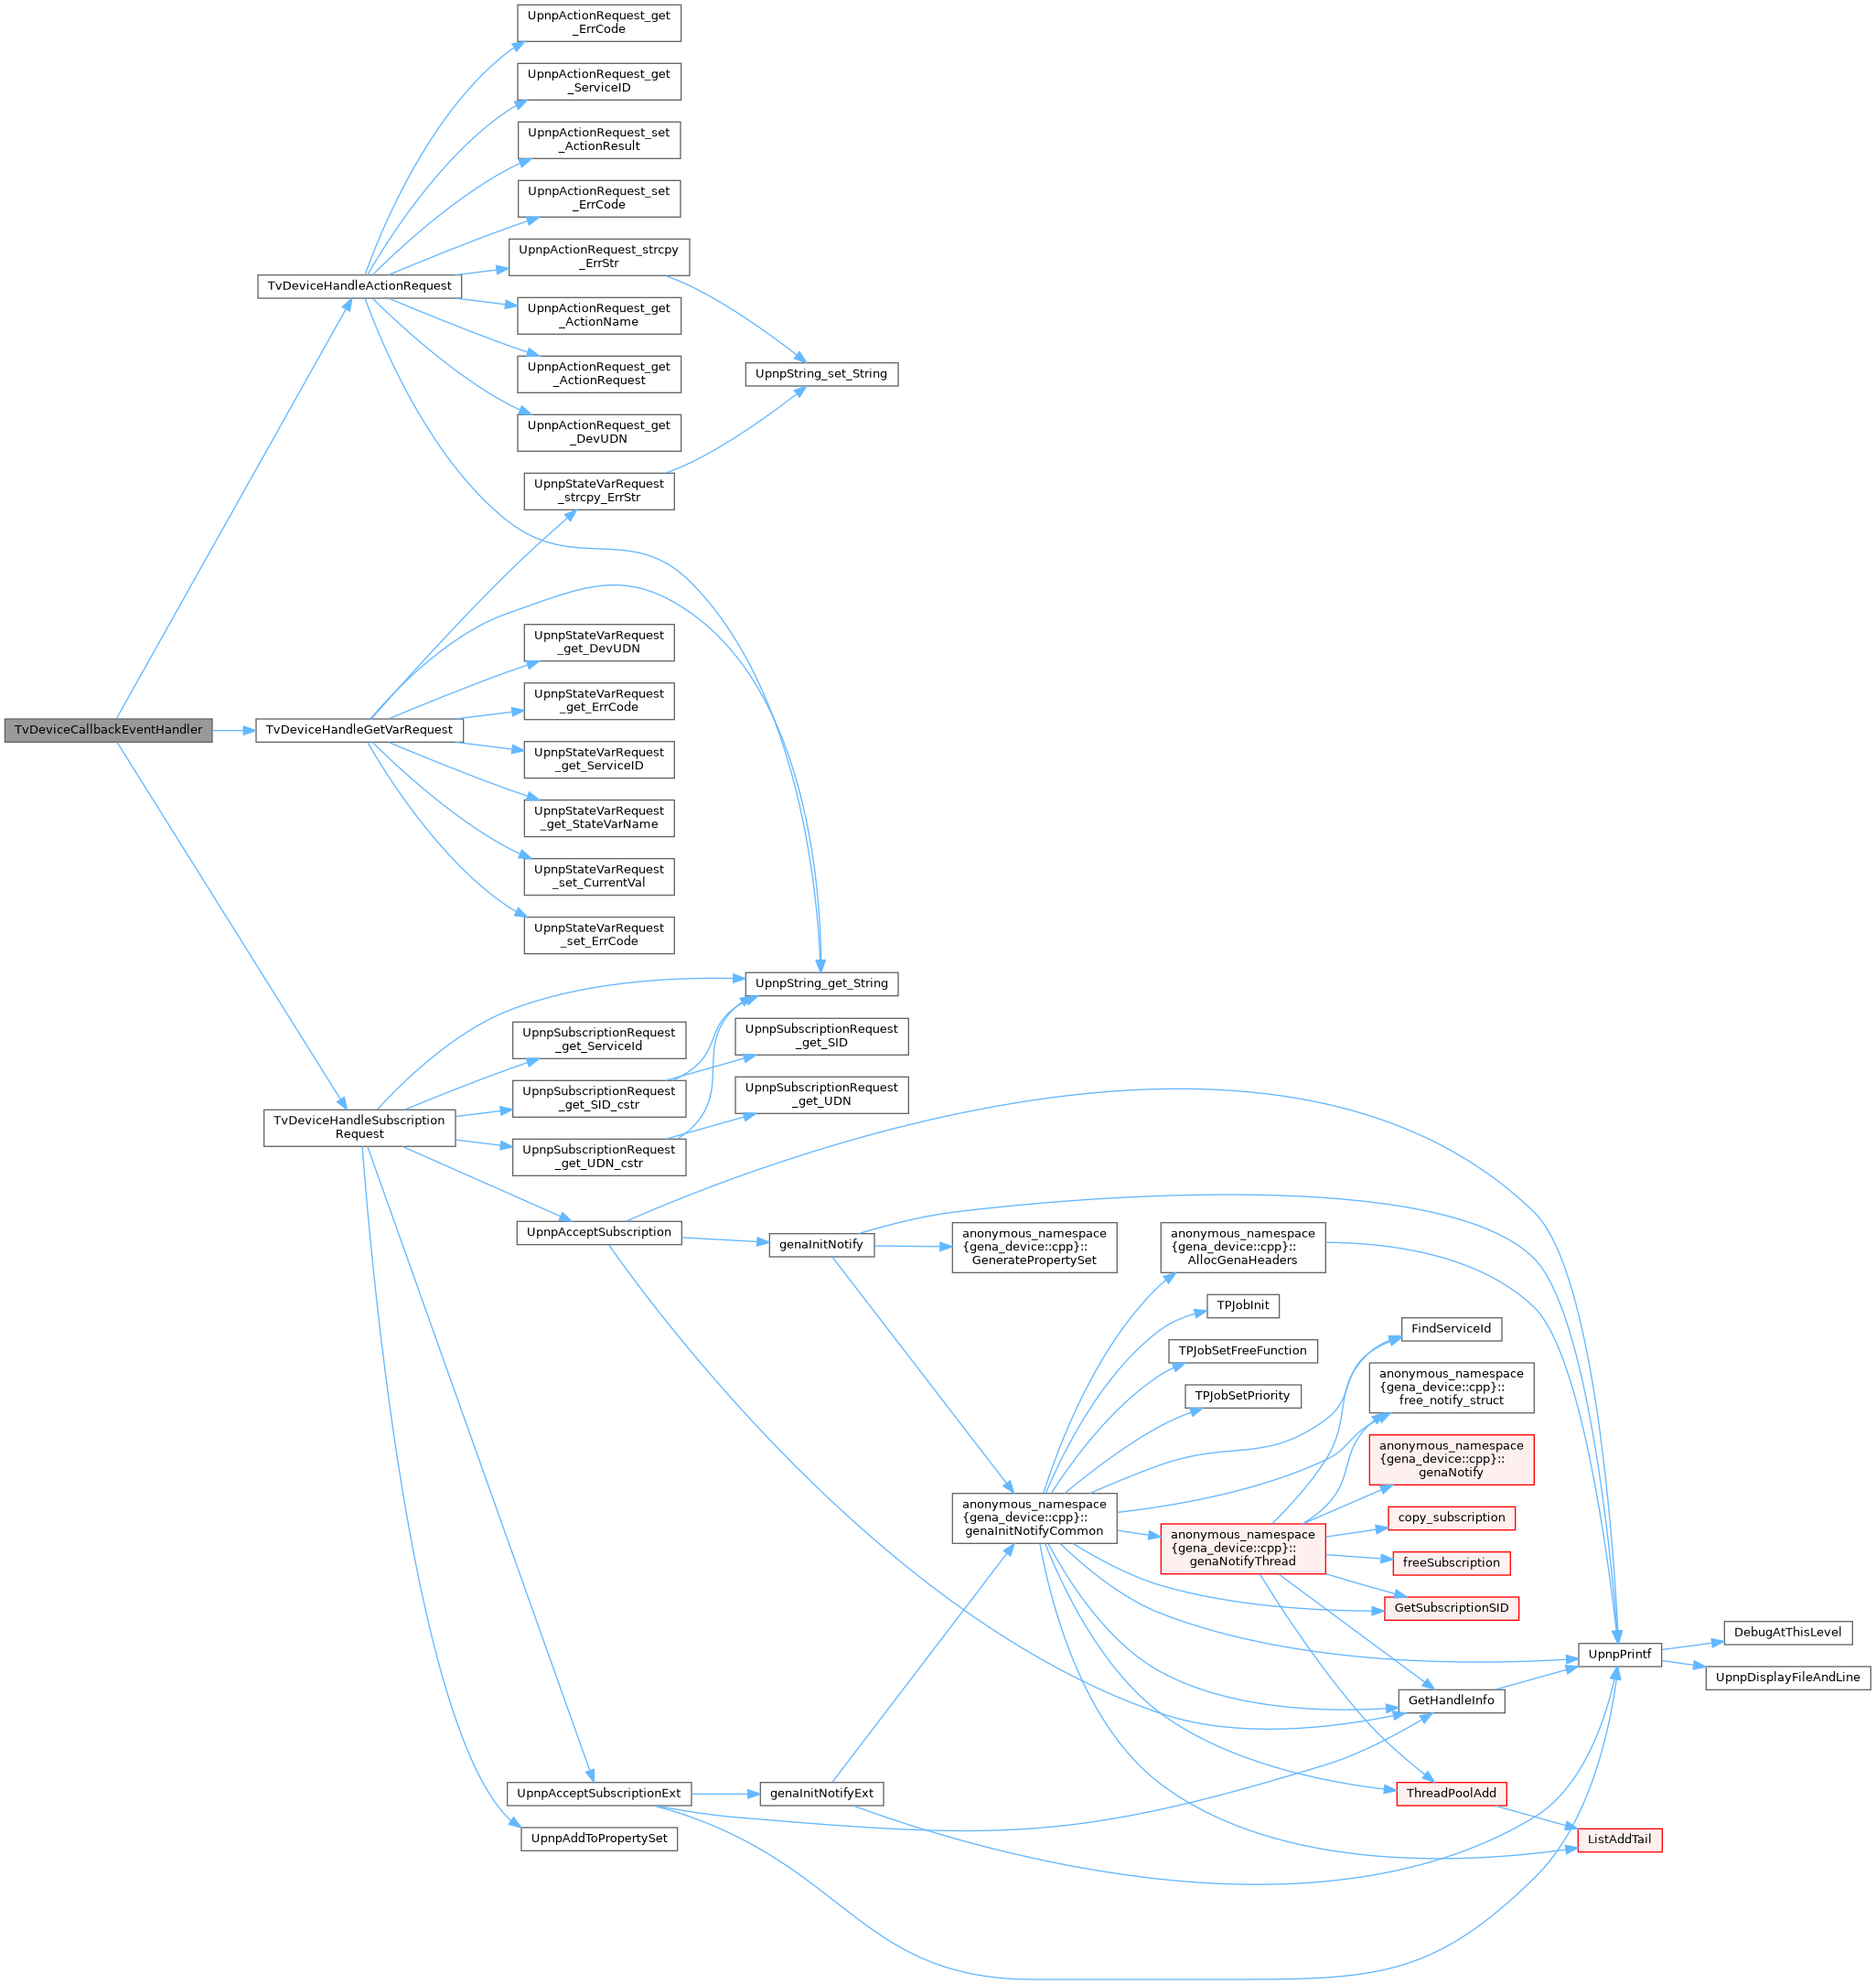 UpnpActionRequest_get
_ErrCode
UpnpActionRequest_get
_ServiceID
UpnpActionRequest_set
_ActionResult
UpnpActionRequest_set
_ErrCode
UpnpActionRequest_strcpy
_ErrStr
TvDeviceHandleActionRequest
UpnpActionRequest_get
_ActionName
UpnpActionRequest_get
_ActionRequest
UpnpString_set_String
UpnpActionRequest_get
_DevUDN
UpnpStateVarRequest
_strcpy_ErrStr
UpnpStateVarRequest
_get_DevUDN
UpnpStateVarRequest
_get_ErrCode
TvDeviceCallbackEventHandler
TvDeviceHandleGetVarRequest
UpnpStateVarRequest
_get_ServiceID
UpnpStateVarRequest
_get_StateVarName
UpnpStateVarRequest
_set_CurrentVal
UpnpStateVarRequest
_set_ErrCode
UpnpString_get_String
UpnpSubscriptionRequest
_get_ServiceId
UpnpSubscriptionRequest
_get_SID
UpnpSubscriptionRequest
_get_SID_cstr
UpnpSubscriptionRequest
_get_UDN
TvDeviceHandleSubscription
Request
UpnpSubscriptionRequest
_get_UDN_cstr
UpnpAcceptSubscription
genaInitNotify
anonymous_namespace
{gena_device::cpp}::
GeneratePropertySet
anonymous_namespace
{gena_device::cpp}::
AllocGenaHeaders
TPJobInit
FindServiceId
TPJobSetFreeFunction
anonymous_namespace
{gena_device::cpp}::
free_notify_struct
TPJobSetPriority
anonymous_namespace
{gena_device::cpp}::
genaNotify
anonymous_namespace
{gena_device::cpp}::
genaInitNotifyCommon
copy_subscription
anonymous_namespace
{gena_device::cpp}::
genaNotifyThread
freeSubscription
GetSubscriptionSID
DebugAtThisLevel
UpnpPrintf
UpnpDisplayFileAndLine
GetHandleInfo
UpnpAcceptSubscriptionExt
genaInitNotifyExt
ThreadPoolAdd
UpnpAddToPropertySet
ListAddTail